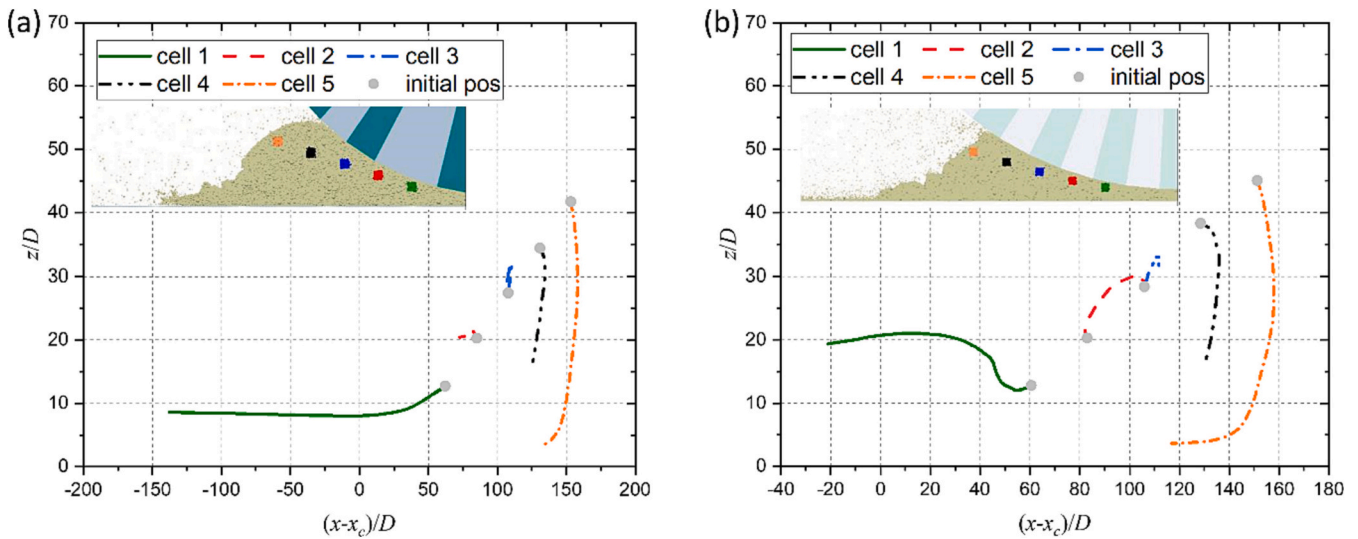 (a)
70
60
50
40
30
20
10
0
z/D
cell 1 cell 2 cell 3
cell 4 cell 5 initial pos
-200 -150 -100 -50 0 50 100 150 200
(x-x_c)/D
(b)
70
60
50
40
30
20
10
0
z/D
cell 1 cell 2 cell 3
cell 4 cell 5 initial pos
-40 -20 0 20 40 60 80 100 120 140 160 180
(x-x_c)/D